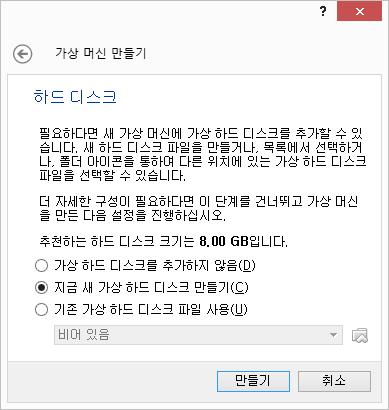 ?
가상 머신 만들기
하드 디스크
필요하다면 새 가상 머신에 가상 하드 디스크를 추가할 수 있
습니다. 새 하드 디스크 파일을 만들거나, 목록에서 선택하거
나, 폴더 아이콘을 통하여 다른 위치에 있는 가상 하드 디스크
파일을 선택할 수 있습니다.
더 자세한 구성이 필요하다면 이 단계를 건너뛰고 가상 머신
을 만든 다음 설정을 진행하십시오.
추천하는 하드 디스크 크기는 8,00 GB입니다.
가상 하드 디스크를 추가하지 않음(D)
지금 새 가상 하드 디스크 만들기(C)
기존 가상 하드 디스크 파일 사용(U)
비어 있음
만들기 취소